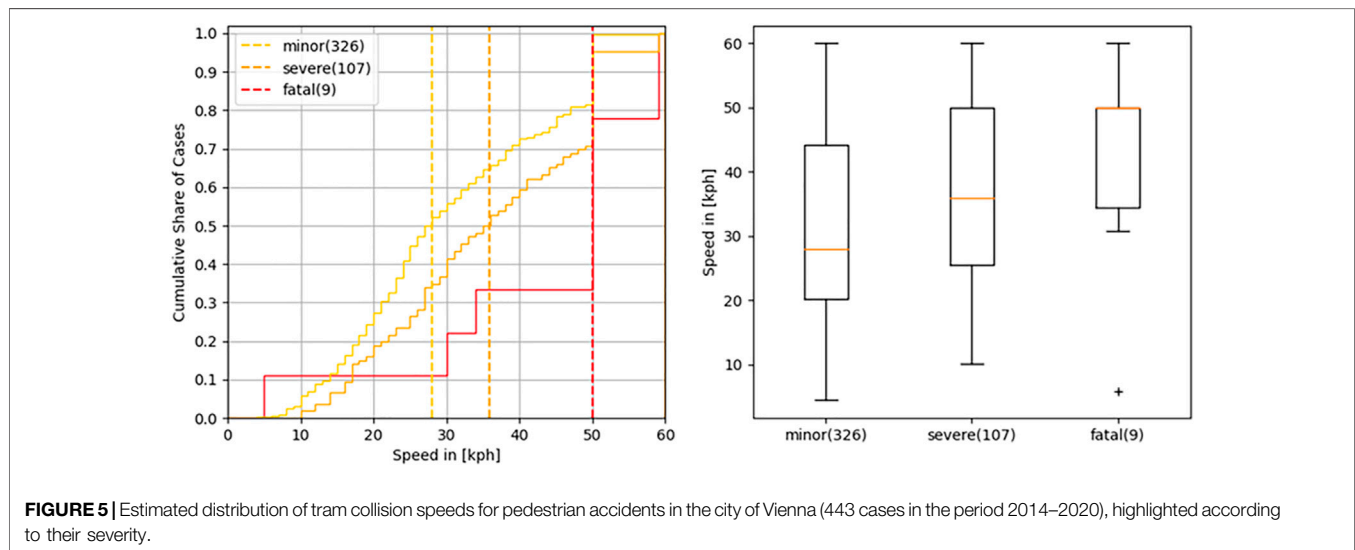 1.0
0.9
0.8
0.7
0.6
0.5
0.4
0.3
0.2
0.1
0.0
Cumulative Share of Cases
minor(326)
severe(107)
fatal(9)
0 10 20 30 40 50 60
Speed in [kph]
60
50
40
30
20
10
Speed in [kph]
minor(326) severe(107) fatal(9)
FIGURE 5 | Estimated distribution of tram collision speeds for pedestrian accidents in the city of Vienna (443 cases in the period 2014–2020), highlighted according
to their severity.